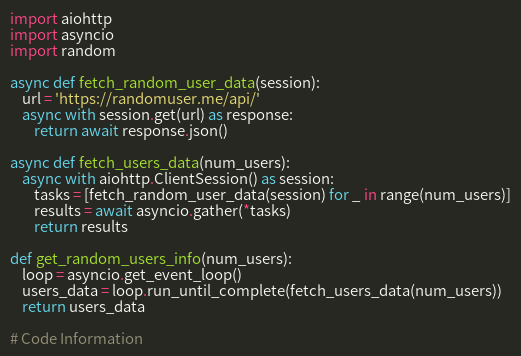 import aiohttp
import asyncio
import random

async def fetch_random_user_data(session):
    url = 'https://randomuser.me/api/'
    async with session.get(url) as response:
        return await response.json()

async def fetch_users_data(num_users):
    async with aiohttp.ClientSession() as session:
        tasks = [fetch_random_user_data(session) for _ in range(num_users)]
        results = await asyncio.gather(*tasks)
        return results

def get_random_users_info(num_users):
    loop = asyncio.get_event_loop()
    users_data = loop.run_until_complete(fetch_users_data(num_users))
    return users_data

# Code Information